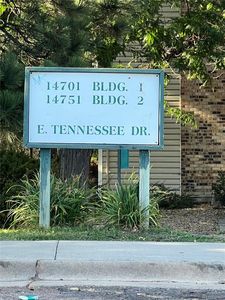 14701 BLDG. 1
14751 BLDG. 2
E. TENNESSEE DR.